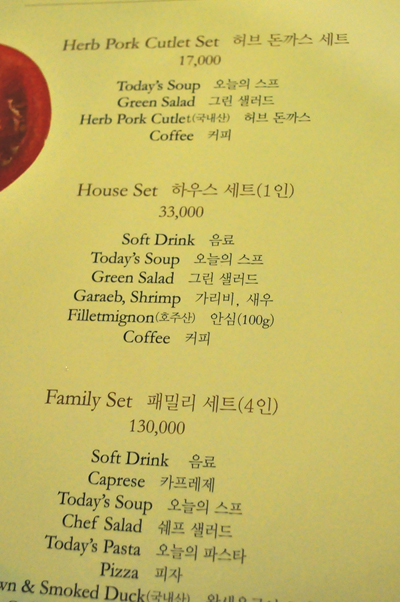 Herb Pork Cutlet Set 허브 돈까스 세트
17,000
Today's Soup 오늘의 스프
Green Salad 그린 샐러드
Herb Pork Cutlet(국내산) 허브 돈까스
Coffee 커피
House Set 하우스 세트(1인)
33,000
Soft Drink 음료
Today's Soup 오늘의 스프
Green Salad 그린 샐러드
Garaeb, Shrimp 가리비, 새우
Filletmignon(호주산) 안심(100g)
Coffee 커피
Family Set 패밀리 세트(4인)
130,000
Soft Drink 음료
Caprese 카프레제
Today's Soup 오늘의 스프
Chef Salad 쉐프 샐러드
Today's Pasta 오늘의 파스타
Pizza 피자
& Smoked Duck(국내산)